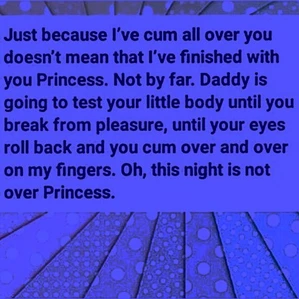 Just because I've cum all over you
doesn't mean that I've finished with
you Princess. Not by far. Daddy is
going to test your little body until you
break from pleasure, until your eyes
roll back and you cum over and over
on my fingers. Oh, this night is not
over Princess.